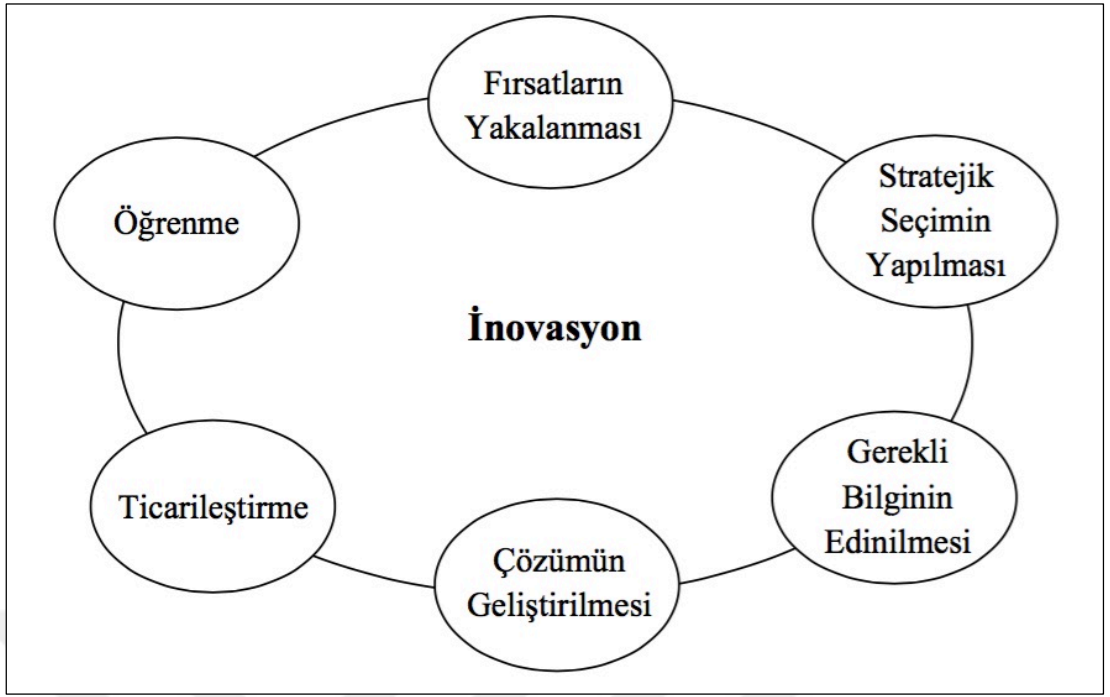 Fırsatların
Yakalanması
Stratejik
Seçimin
Yapılması
Öğrenme
İnovasyon
Gerekli
Bilginin
Edinilmesi
Ticarileştirme
Çözümün
Geliştirilmesi